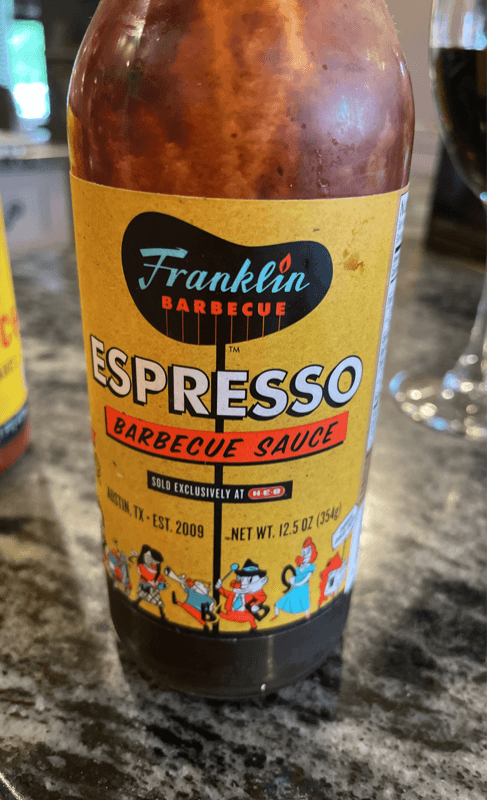 Franklin
BARBECUE
TM
ESPRESSO
BARBECUE SAUCE
SOLD EXCLUSIVELY AT H-E-B
AUSTIN, TX - EST. 2009
NET WT. 12.5 OZ (354g)